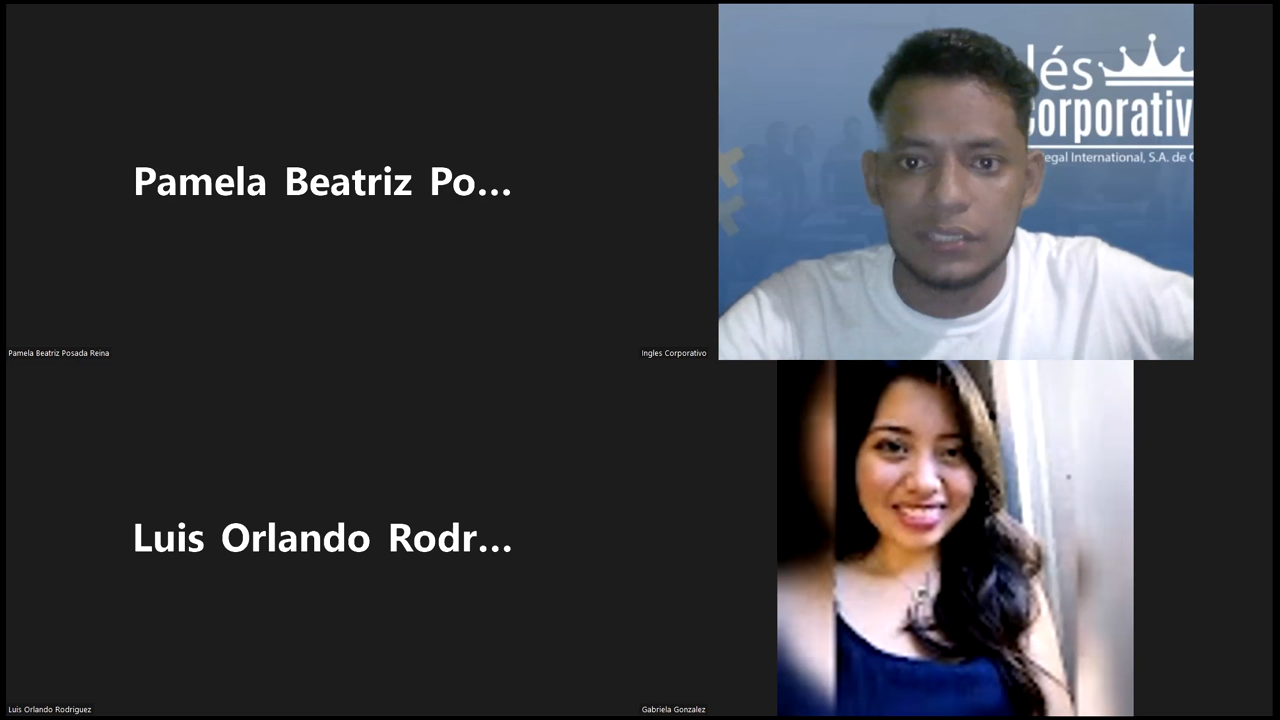 Pamela Beatriz Po...
lés
corporativ
egal International, S.A. de C
Pamela Beatriz Posada Reina
Ingles Corporativo
Luis Orlando Rodr...
Luis Orlando Rodriguez
Gabriela Gonzalez